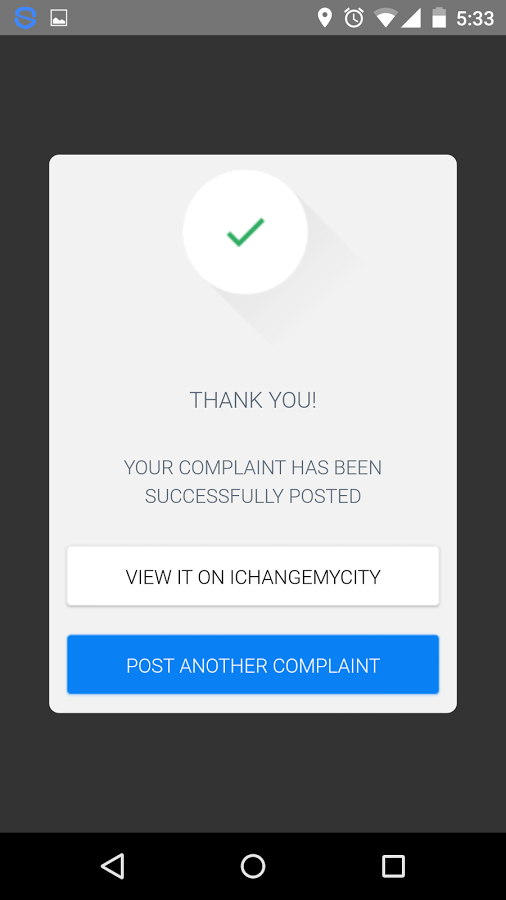 5:33
THANK YOU!
YOUR COMPLAINT HAS BEEN
SUCCESSFULLY POSTED
VIEW IT ON ICHANGEMYCITY
POST ANOTHER COMPLAINT